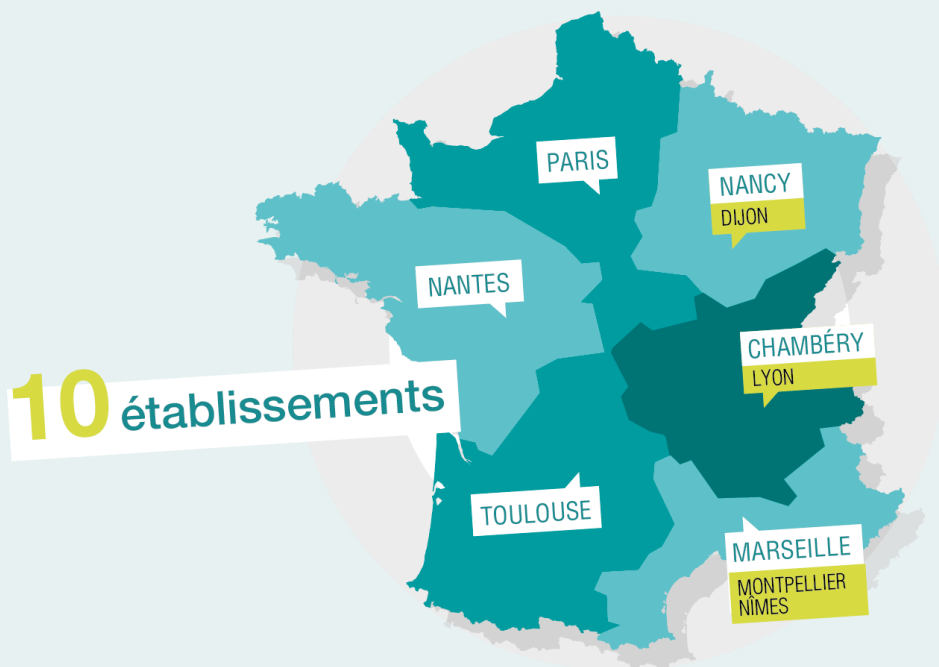 PARIS
NANCY
DIJON
NANTES
CHAMBÉRY
LYON
10 établissements
TOULOUSE
MARSEILLE
MONTPELLIER
NÎMES